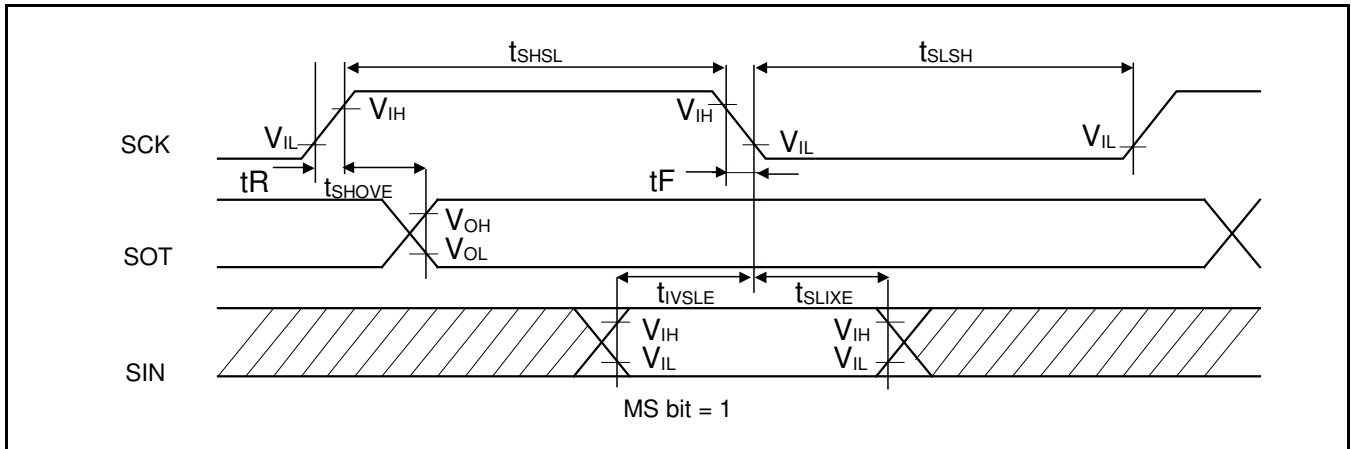 tSHSL tSLSH
VIH VIH
SCK VIL VIL VIL
tR tSHOVE tF
VOH
SOT VOL
tIVSLE tSLIXE
VIH VIH
VIL VIL
SIN
MS bit = 1